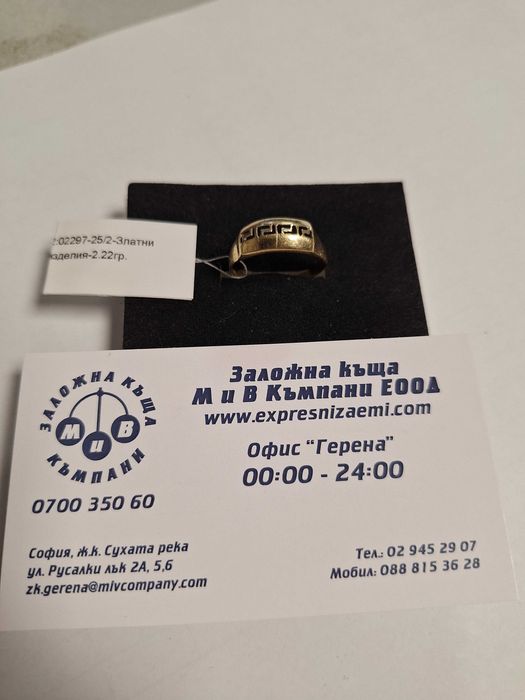 :02297-25/2-Златни
изделия-2.22гр.
ЗАЛОЖНА КЪЩА
М и В
КЪМПАНИ
0700 350 60
Заложна къща
М и В Къмпани ЕООД
www.expresnizaemi.com
Офис "Герена"
00:00 - 24:00
София, ж.к. Сухата река
ул. Русалки лък 2А, 5,6
zk.gerena@mivcompany.com
Тел.: 02 945 29 07
Мобил: 088 815 36 28